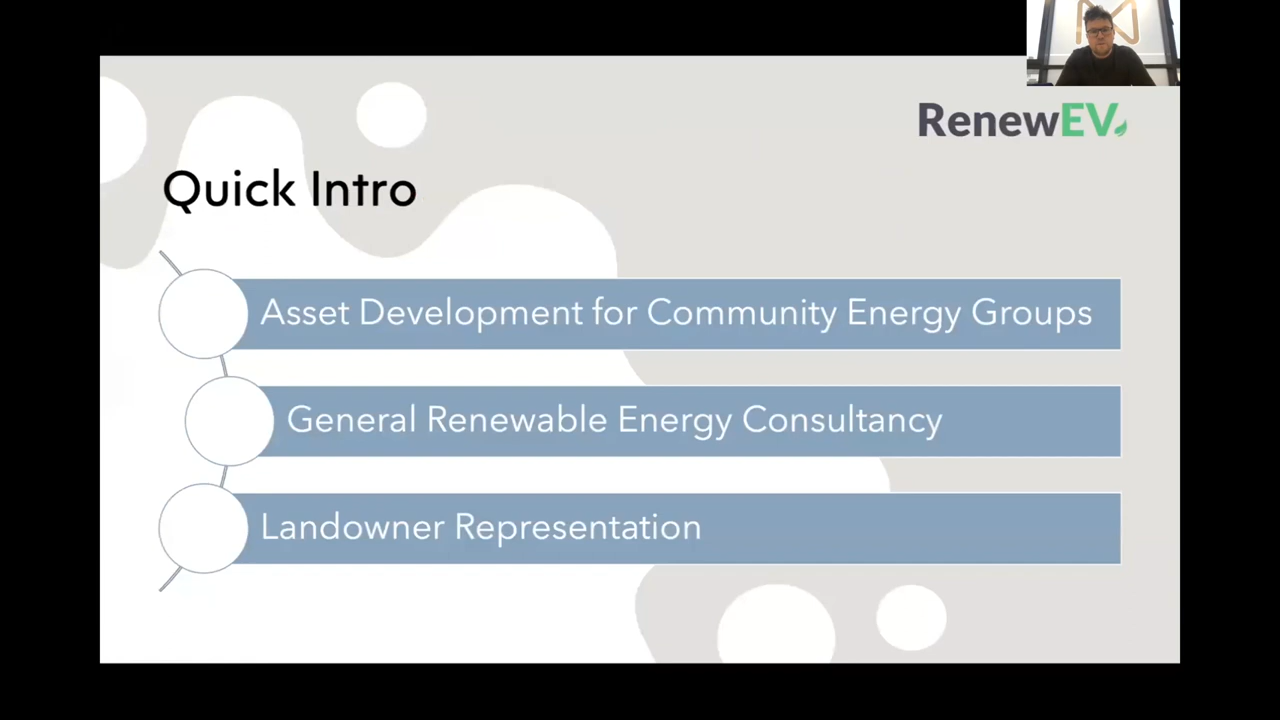 RenewEV
Quick Intro
Asset Development for Community Energy Groups
General Renewable Energy Consultancy
Landowner Representation